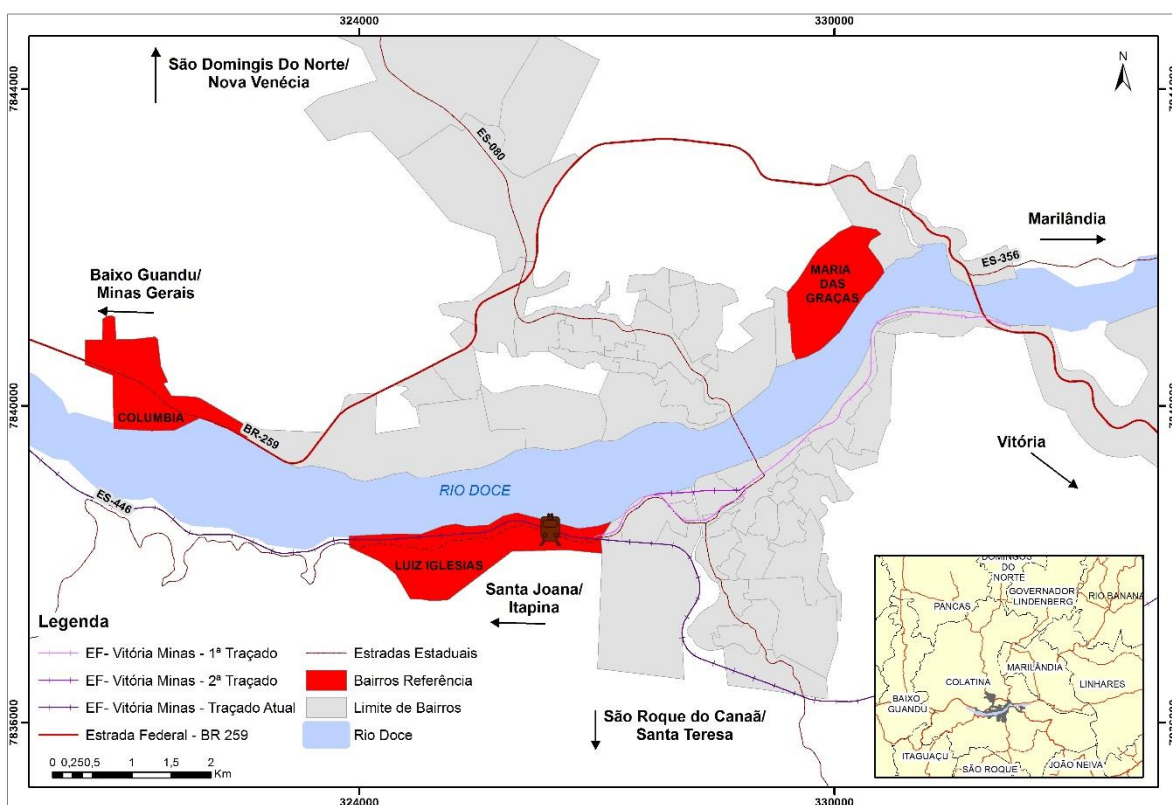 324000
330000
7844000
7844000
N
São Domingis Do Norte/
Nova Venécia
ES-080
Marilândia
ES-356
Baixo Guandu/
Minas Gerais
MARIA
DAS
GRAÇAS
7840000
COLUMBIA
BR-259
Vitória
RIO DOCE
ES-446
LUIZ IGLESIAS
Santa Joana/
Itapina
Legenda
EF- Vitória Minas - 1ª Traçado
EF- Vitória Minas - 2ª Traçado
EF- Vitória Minas - Traçado Atual
Estrada Federal - BR 259
Estradas Estaduais
Bairros Referência
Limite de Bairros
Rio Doce
São Roque do Canaã/
Santa Teresa
7836000
0 0,250,5 1 1,5 2
Km
DOMINGOS
DO
NORTE
GOVERNADOR
LINDENBERG
RIO BANANA
PANCAS
MARILÂNDIA
COLATINA
LINHARES
BAIXO
GUANDU
ITAGUAÇU
SÃO ROQUE
JOÃO NEIVA
324000
330000